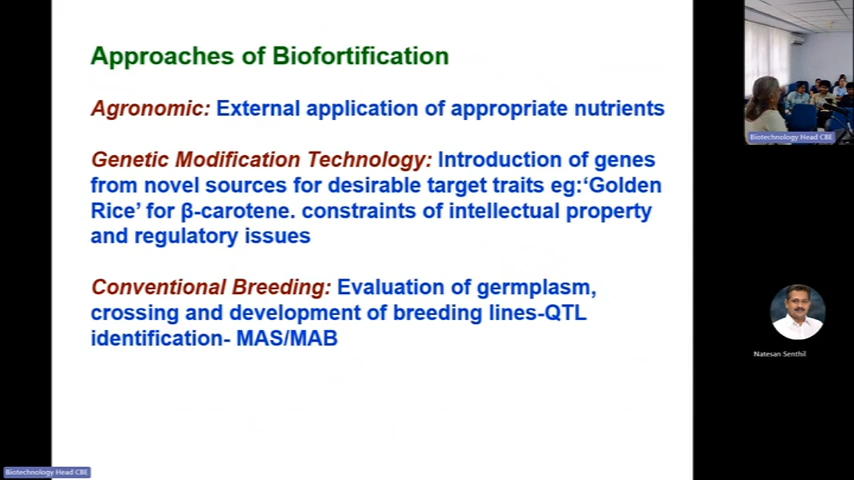 Approaches of Biofortification
Agronomic: External application of appropriate nutrients
Genetic Modification Technology: Introduction of genes
from novel sources for desirable target traits eg:‘Golden
Rice’ for β-carotene. constraints of intellectual property
and regulatory issues
Conventional Breeding: Evaluation of germplasm,
crossing and development of breeding lines-QTL
identification- MAS/MAB
Biotechnology Head CBE
Natesan Senthil
Biotechnology Head CBE